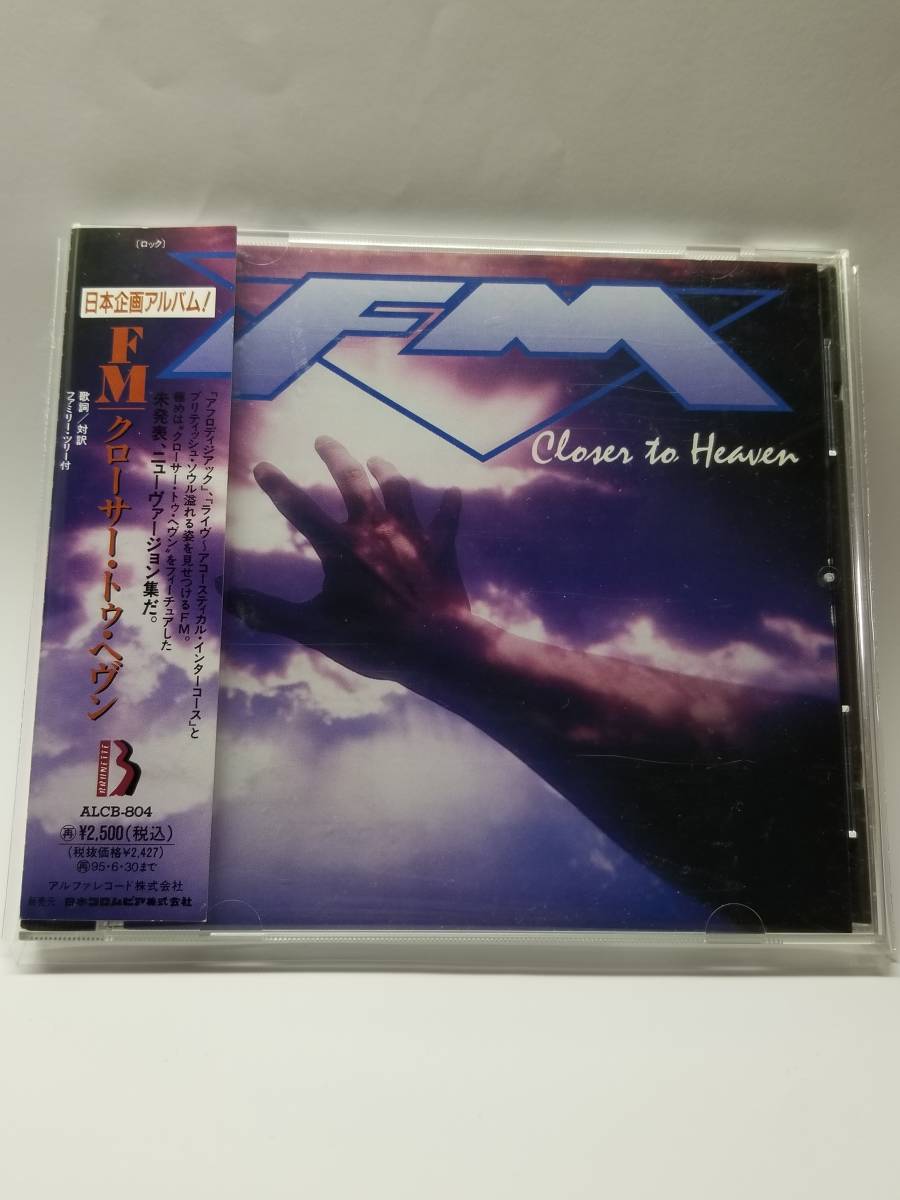 〔ロック〕
日本企画アルバム!
FM/クローサー・トゥ・ヘヴン
歌詞/対訳
ファミリー・ツリー付
「アフロディジアック」、「ライヴ〜アコースティカル・インターコース」と
ブリティッシュ・ソウル溢れる姿を見せつけるFM。
極めは“クローサー・トゥ・ヘヴン”をフィーチュアした
未発表、ニューヴァージョン集だ。
BRUNETTE
B
ALCB-804
再¥2,500(税込)
(税抜価格¥2,427)
再95・6・30まで
アルファレコード株式会社
販売元 日本コロムビア株式会社
FM
Closer to Heaven